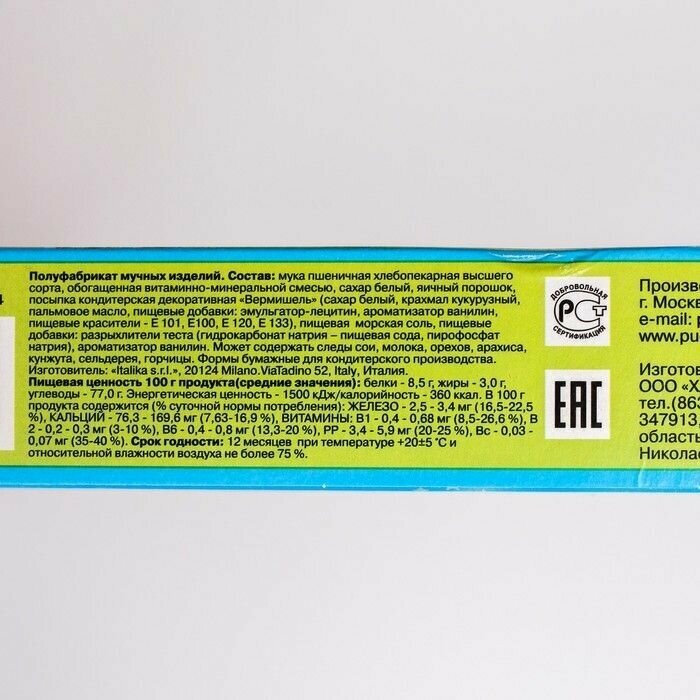 4
Полуфабрикат мучных изделий. Состав: мука пшеничная хлебопекарная высшего
сорта, обогащенная витаминно-минеральной смесью, сахар белый, яичный порошок,
посыпка кондитерская декоративная «Вермишель» (сахар белый, крахмал кукурузный,
пальмовое масло, пищевые добавки: эмульгатор-лецитин, ароматизатор ванилин,
пищевые красители - Е 101, Е100, Е 120, Е 133), пищевая морская соль, пищевые
добавки: разрыхлители теста (гидрокарбонат натрия – пищевая сода, пирофосфат
натрия), ароматизатор ванилин. Может содержать следы сои, молока, орехов, арахиса,
кунжута, сельдерея, горчицы. Формы бумажные для кондитерского производства.
Изготовитель: «Italika s.r.l.», 20124 Milano.ViaTadino 52, Italy, Италия.
Пищевая ценность 100 г продукта(средние значения): белки - 8,5 г, жиры - 3,0 г,
углеводы - 77,0 г. Энергетическая ценность - 1500 кДж/калорийность - 360 ккал. В 100 г
продукта содержится (% суточной нормы потребления): ЖЕЛЕЗО - 2,5 - 3,4 мг (16,5-22,5
%), КАЛЬЦИЙ - 76,3 - 169,6 мг (7,63-16,9 %), ВИТАМИНЫ: В1 - 0,4 - 0,68 мг (8,5-26,6 %), В
2 - 0,2 - 0,3 мг (3-10 %), В6 - 0,4 - 0,8 мг (13,3-20 %), РР - 3,4 - 5,9 мг (20-25 %), Вс - 0,03 -
0,07 мг (35-40 %). Срок годности: 12 месяцев при температуре +20±5 °С и
относительной влажности воздуха не более 75 %.
ДОБРОВОЛЬНАЯ
РСТ
СЕРТИФИКАЦИЯ
EAC
Произв
г. Москв
e-mail: p
www.pu
Изготов
ООО «Х
тел.(863
347913,
область
Никола